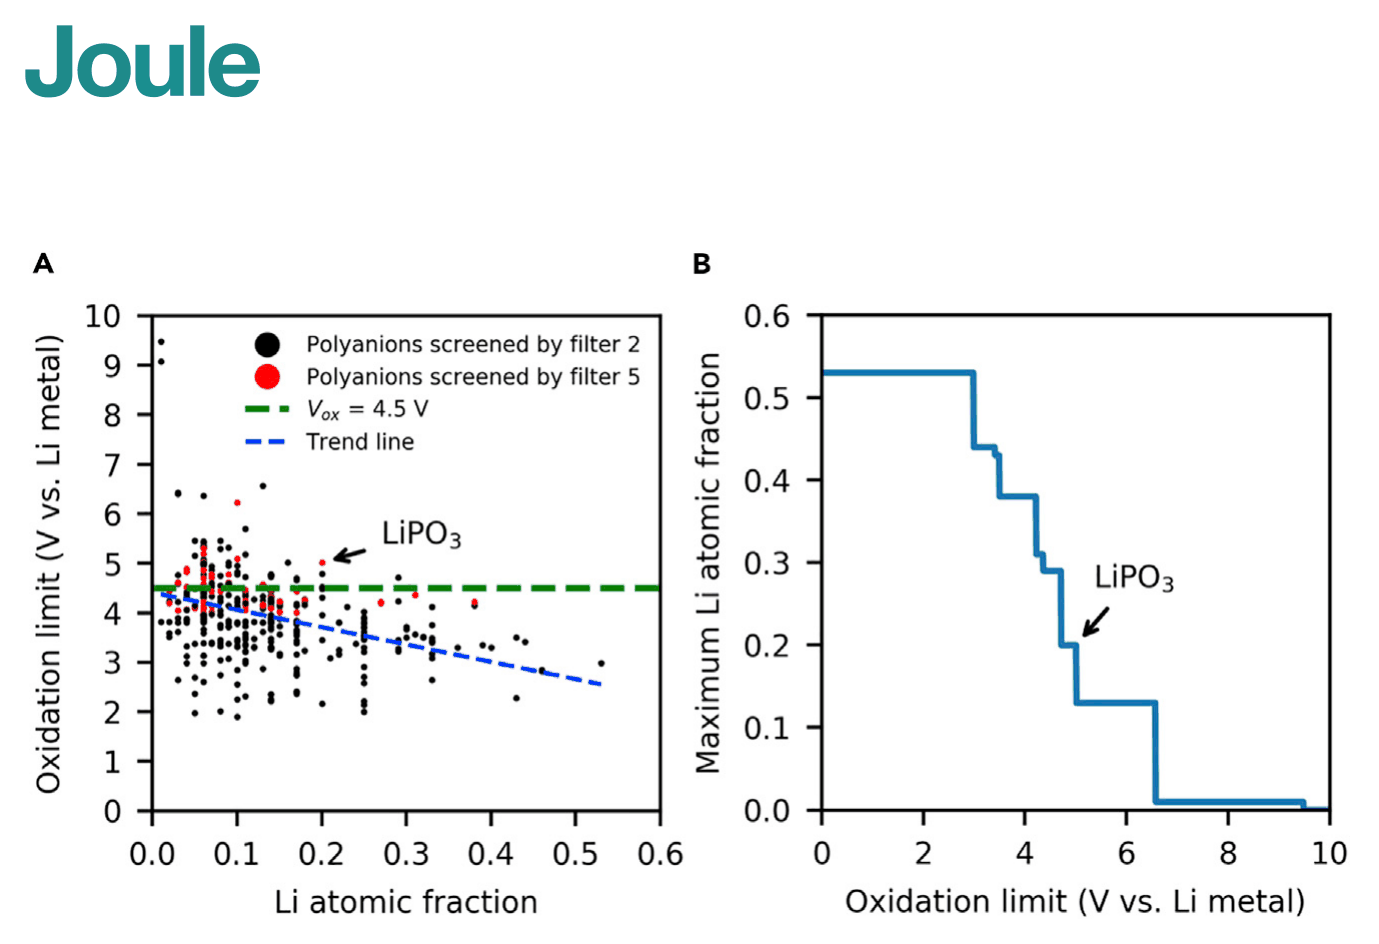 Joule
A
B
10
9
8
7
6
5
4
3
2
1
0
Oxidation limit (V vs. Li metal)
Polyanions screened by filter 2
Polyanions screened by filter 5
Vox = 4.5 V
Trend line
LiPO3
0.0 0.1 0.2 0.3 0.4 0.5 0.6
Li atomic fraction
0.6
0.5
0.4
0.3
0.2
0.1
0.0
Maximum Li atomic fraction
LiPO3
0 2 4 6 8 10
Oxidation limit (V vs. Li metal)